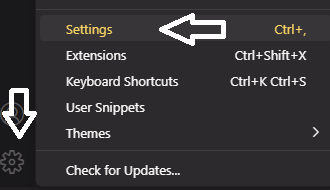 Settings Ctrl+,
Extensions Ctrl+Shift+X
Keyboard Shortcuts Ctrl+K Ctrl+S
User Snippets
Themes
Check for Updates...